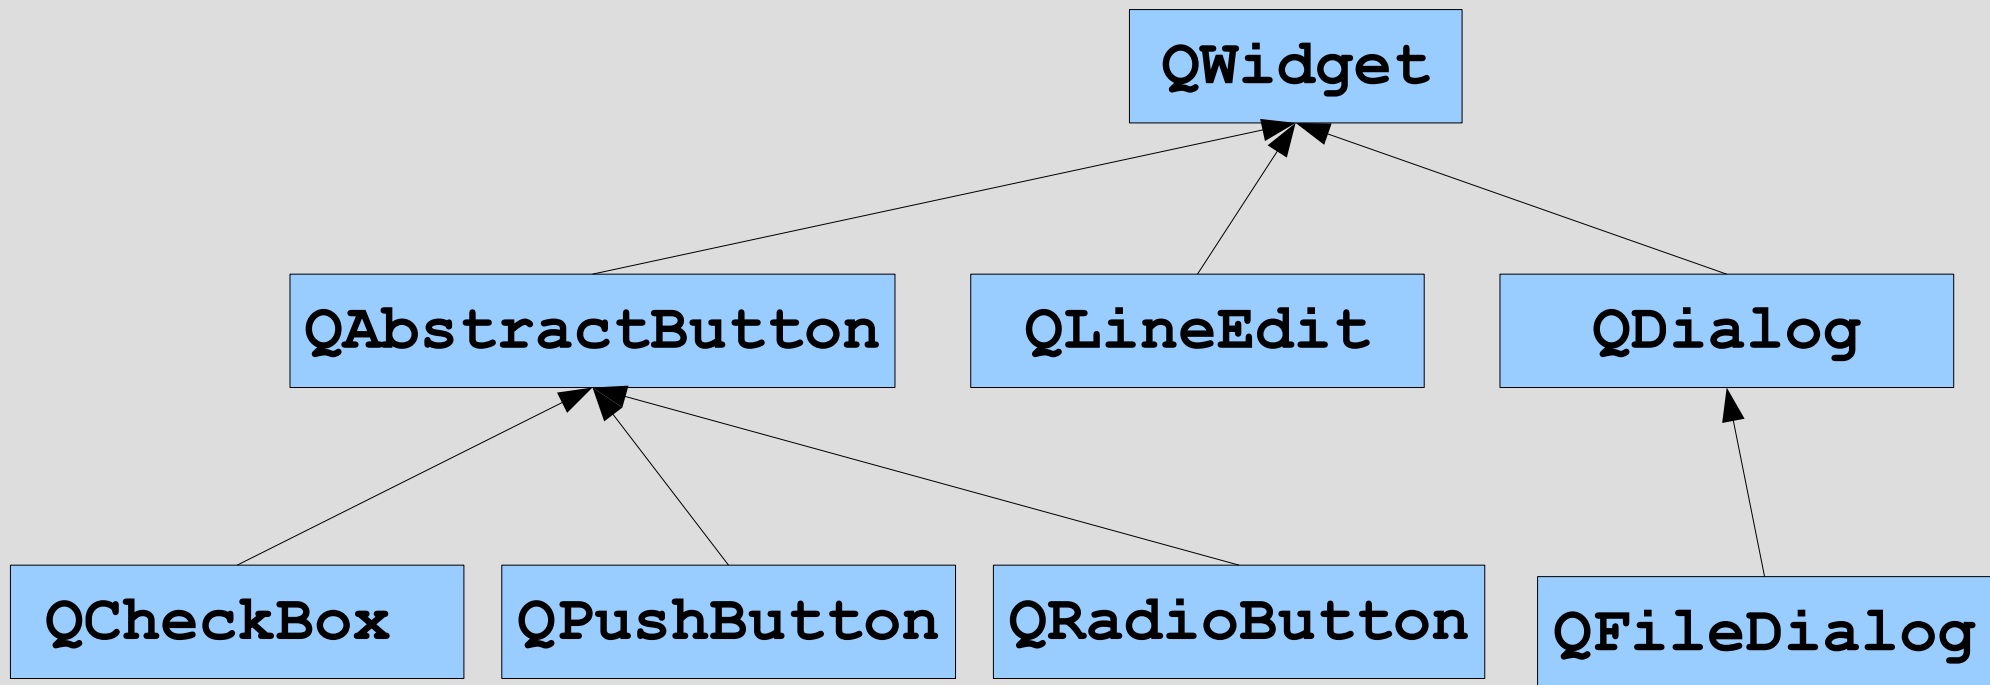 QWidget
QAbstractButton
QLineEdit
QDialog
QCheckBox
QPushButton
QRadioButton
QFileDialog